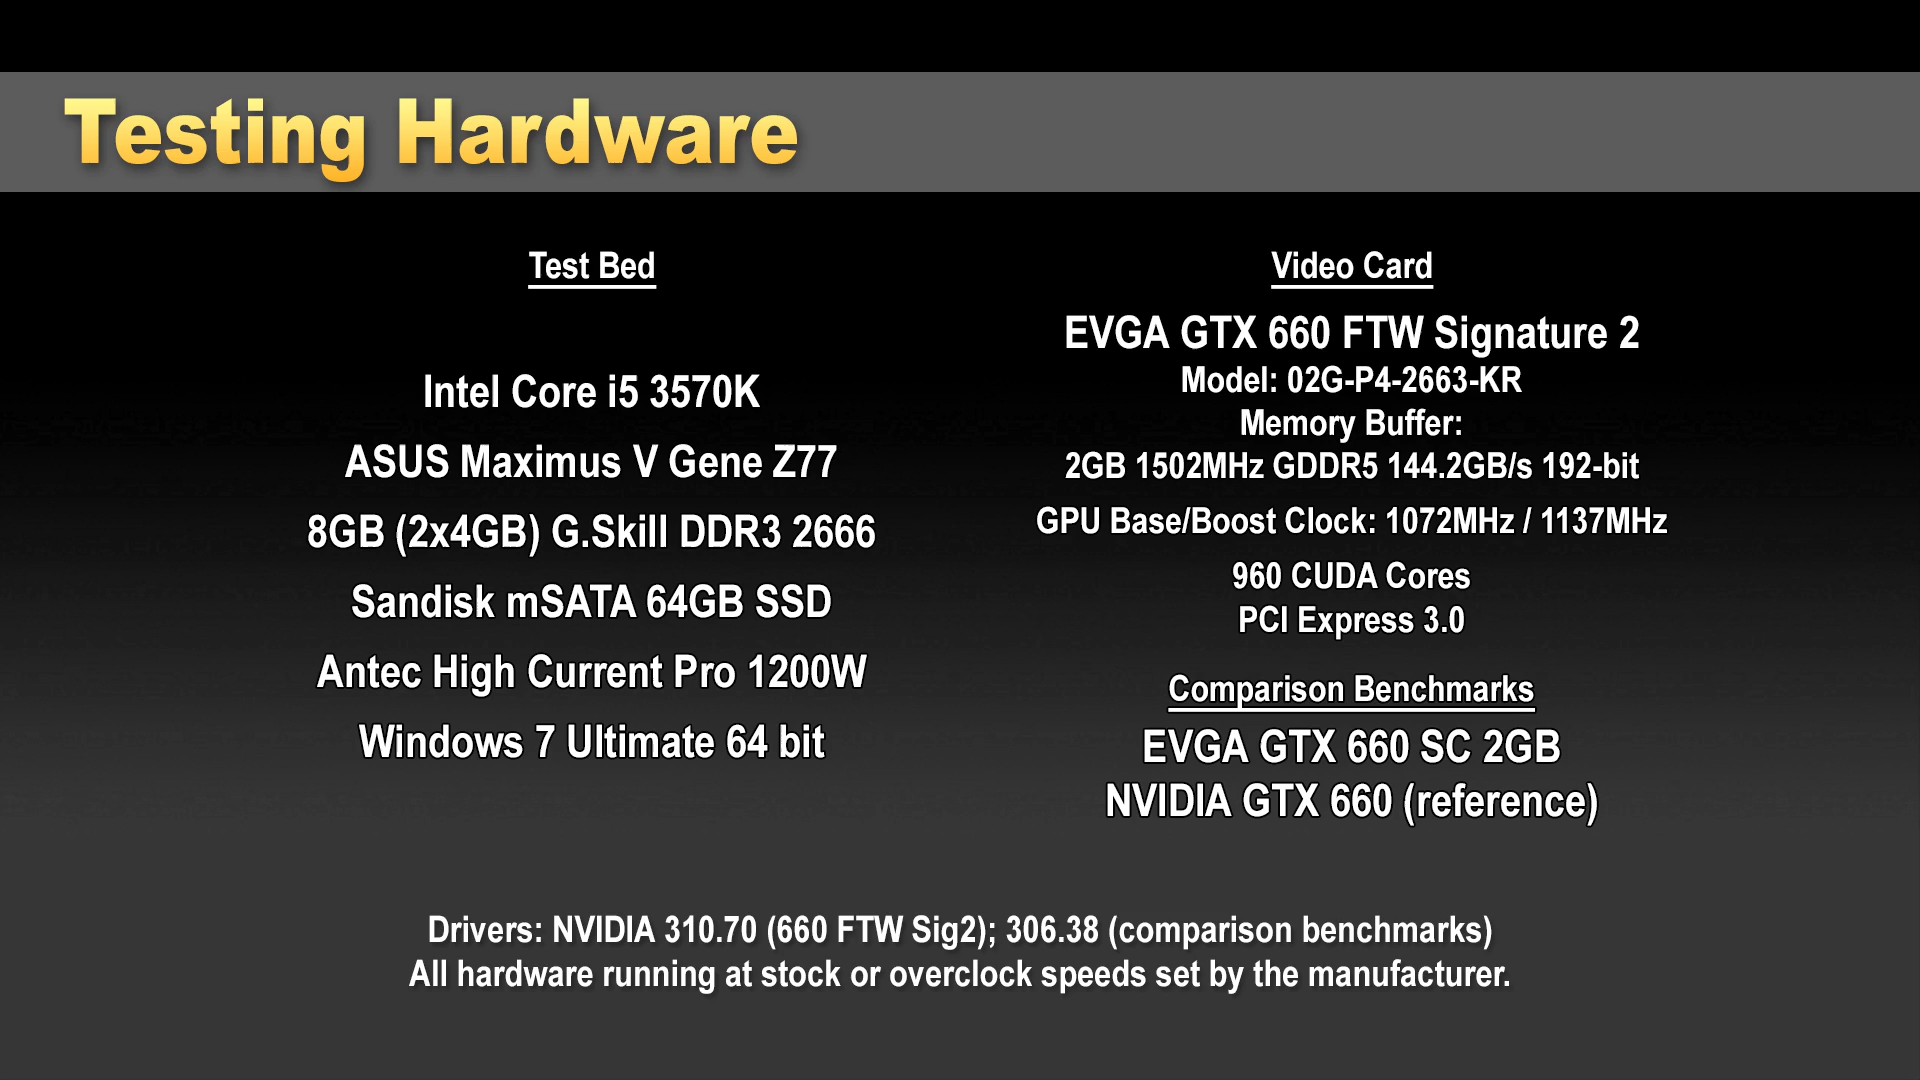 Testing Hardware
Test Bed
Intel Core i5 3570K
ASUS Maximus V Gene Z77
8GB (2x4GB) G.Skill DDR3 2666
Sandisk mSATA 64GB SSD
Antec High Current Pro 1200W
Windows 7 Ultimate 64 bit
Video Card
EVGA GTX 660 FTW Signature 2
Model: 02G-P4-2663-KR
Memory Buffer:
2GB 1502MHz GDDR5 144.2GB/s 192-bit
GPU Base/Boost Clock: 1072MHz / 1137MHz
960 CUDA Cores
PCI Express 3.0
Comparison Benchmarks
EVGA GTX 660 SC 2GB
NVIDIA GTX 660 (reference)
Drivers: NVIDIA 310.70 (660 FTW Sig2); 306.38 (comparison benchmarks)
All hardware running at stock or overclock speeds set by the manufacturer.